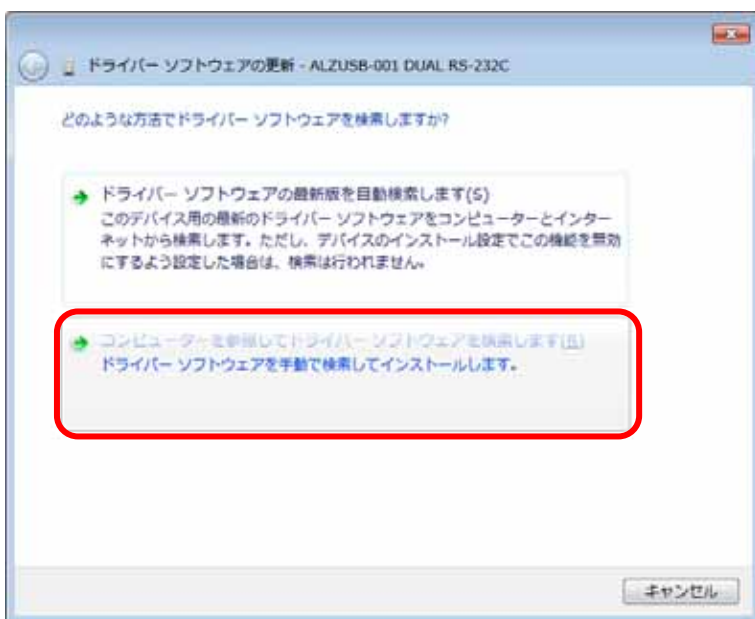 ドライバー ソフトウェアの更新 - ALZUSB-001 DUAL RS-232C
どのような方法でドライバー ソフトウェアを検索しますか?
ドライバー ソフトウェアの最新版を自動検索します(S)
このデバイス用の最新のドライバー ソフトウェアをコンピューターとインター
ネットから検索します。ただし、デバイスのインストール設定でこの機能を無効
にするよう設定した場合は、検索は行われません。
コンピューターを参照してドライバー ソフトウェアを検索します(R)
ドライバー ソフトウェアを手動で検索してインストールします。
キャンセル